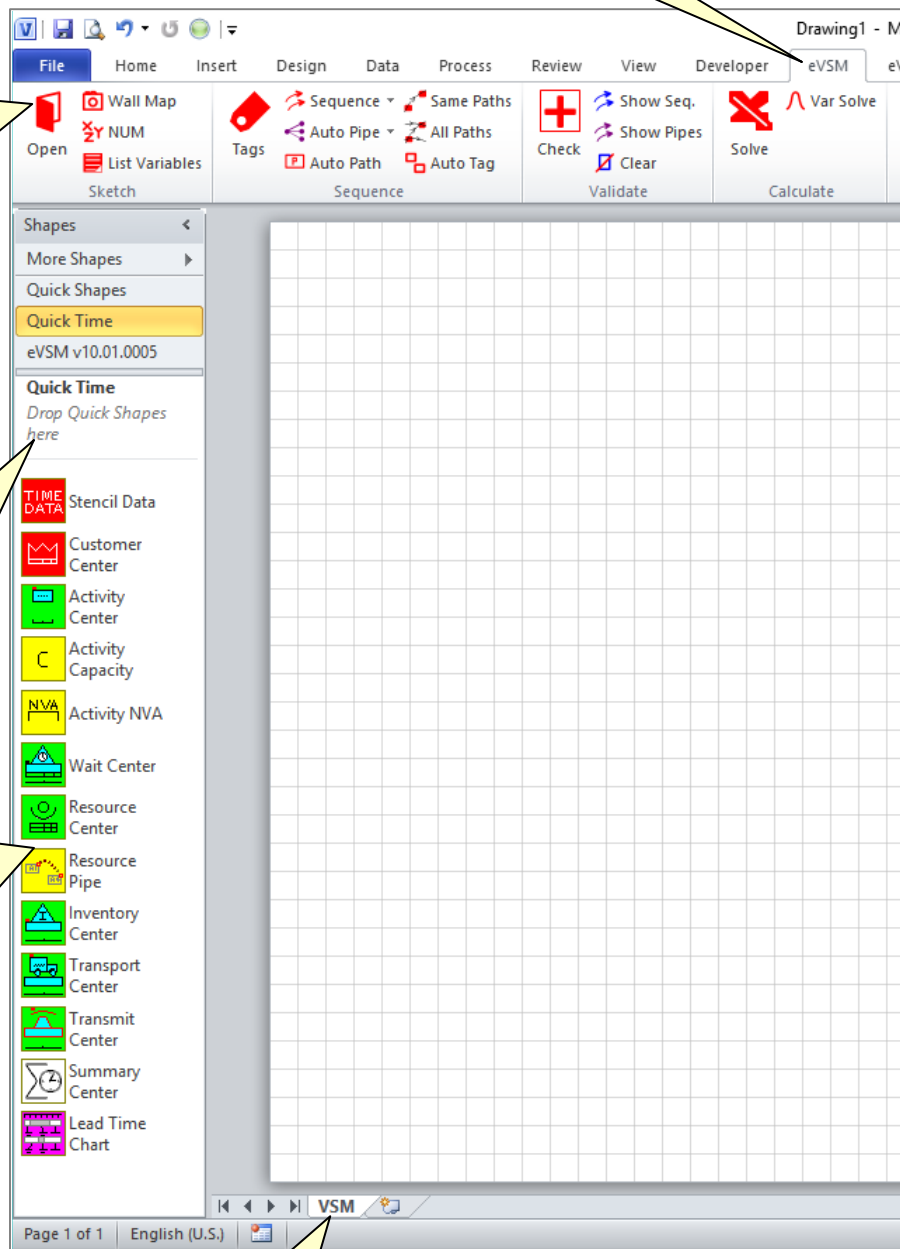 Drawing1 - M
File Home Insert Design Data Process Review View Developer eVSM eV
Wall Map Sequence Same Paths Show Seq. Var Solve
NUM Auto Pipe All Paths Show Pipes
Open Tags Check Solve
List Variables Auto Path Auto Tag Clear
Sketch Sequence Validate Calculate
Shapes
More Shapes
Quick Shapes
Quick Time
eVSM v10.01.0005
Quick Time
Drop Quick Shapes
here
TIME
DATA
Stencil Data
Customer
Center
Activity
Center
C
Activity
Capacity
NVA
Activity NVA
Wait Center
Resource
Center
Resource
Pipe
Inventory
Center
Transport
Center
Transmit
Center
Summary
Center
Lead Time
Chart
VSM
Page 1 of 1 English (U.S.)